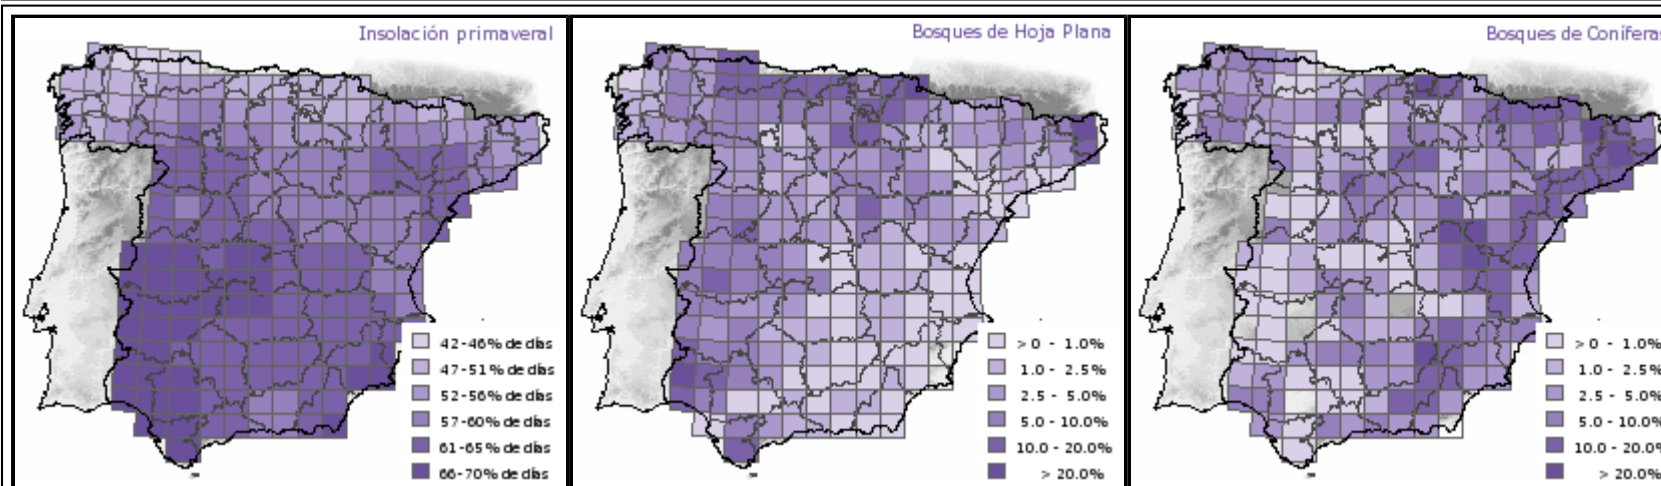 Insolación primaveral
42-46% de días
47-51% de días
52-56% de días
57-60% de días
61-65% de días
66-70% de días
Bosques de Hoja Plana
>0 - 1.0%
1.0 - 2.5%
2.5 - 5.0%
5.0 - 10.0%
10.0 - 20.0%
> 20.0%
Bosques de Coníferas
>0 - 1.0%
1.0 - 2.5%
2.5 - 5.0%
5.0 - 10.0%
10.0 - 20.0%
> 20.0%